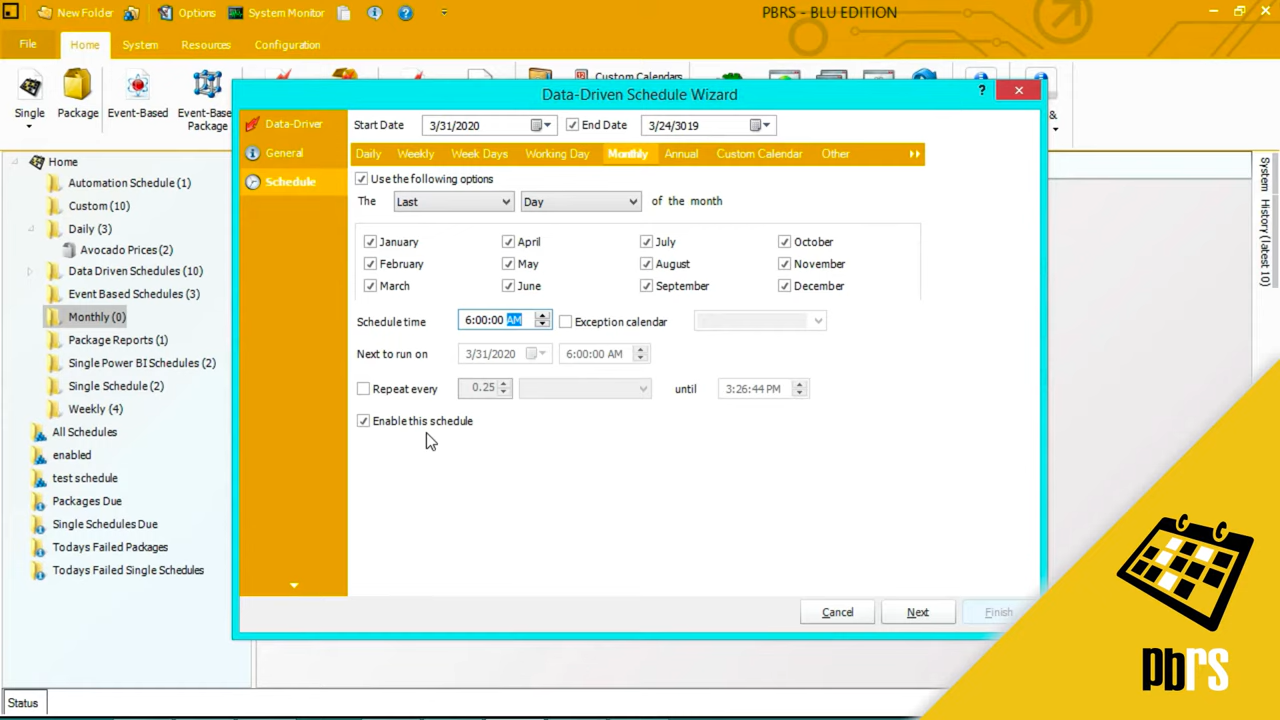 New Folder
Options
System Monitor
PBRS - BLU EDITION
File
Home
System
Resources
Configuration
Single
Package
Event-Based
Event-Base
Package
Custom Calendars
&
Data-Driven Schedule Wizard
?
Data-Driver
General
Schedule
Start Date
3/31/2020
End Date
3/24/3019
Daily
Weekly
Week Days
Working Day
Monthly
Annual
Custom Calendar
Other
Use the following options
The
Last
Day
of the month
January
April
July
October
February
May
August
November
March
June
September
December
Schedule time
6:00:00 AM
Exception calendar
Next to run on
3/31/2020
6:00:00 AM
Repeat every
0.25
until
3:26:44 PM
Enable this schedule
Cancel
Next
Finish
Home
Automation Schedule (1)
Custom (10)
Daily (3)
Avocado Prices (2)
Data Driven Schedules (10)
Event Based Schedules (3)
Monthly (0)
Package Reports (1)
Single Power BI Schedules (2)
Single Schedule (2)
Weekly (4)
All Schedules
enabled
test schedule
Packages Due
Single Schedules Due
Todays Failed Packages
Todays Failed Single Schedules
System History (latest 10)
Status
pbrs